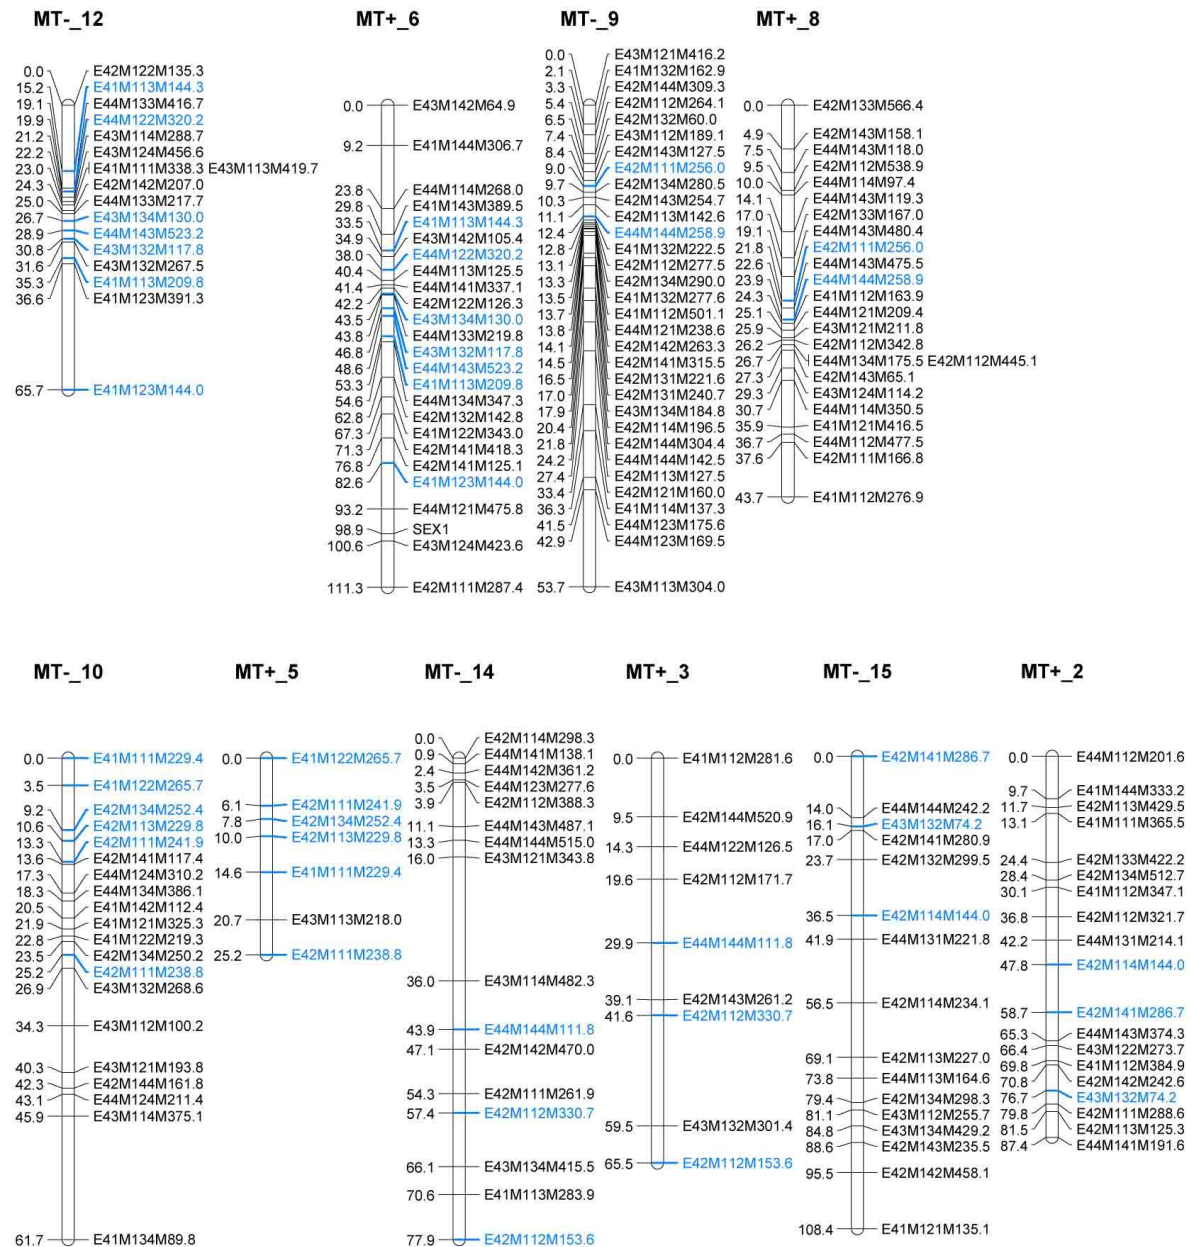 MT-_12
0.0 E42M122M135.3
15.2 E41M113M144.3
19.1 E44M133M416.7
19.9 E44M122M320.2
21.2 E43M114M288.7
22.2 E43M124M456.6
23.0 E41M111M338.3 E43M113M419.7
24.3 E42M142M207.0
25.0 E44M133M217.7
26.7 E43M134M130.0
28.9 E44M143M523.2
30.8 E43M132M117.8
31.6 E43M132M267.5
35.3 E41M113M209.8
36.6 E41M123M391.3
65.7 E41M123M144.0
MT+_6
0.0 E43M142M64.9
9.2 E41M144M306.7
23.8 E44M114M268.0
29.8 E41M143M389.5
33.5 E41M113M144.3
34.9 E43M142M105.4
38.0 E44M122M320.2
40.4 E44M113M125.5
41.4 E44M141M337.1
42.2 E42M122M126.3
43.5 E43M134M130.0
43.8 E44M133M219.8
46.8 E43M132M117.8
48.6 E44M143M523.2
53.3 E41M113M209.8
54.6 E44M134M347.3
62.8 E42M132M142.8
67.3 E41M122M343.0
71.3 E42M141M418.3
76.8 E42M141M125.1
82.6 E41M123M144.0
93.2 E44M121M475.8
98.9 SEX1
100.6 E43M124M423.6
111.3 E42M111M287.4
MT-_9
0.0 E43M121M416.2
2.1 E41M132M162.9
3.3 E42M144M309.3
5.4 E42M112M264.1
6.5 E42M132M60.0
7.4 E43M112M189.1
8.4 E42M143M127.5
9.0 E42M111M256.0
9.7 E42M134M280.5
10.3 E42M143M254.7
11.1 E42M113M142.6
12.4 E44M144M258.9
12.8 E41M132M222.5
13.1 E42M112M277.5
13.3 E42M134M290.0
13.5 E41M132M277.6
13.7 E41M112M501.1
13.8 E44M121M238.6
14.1 E44M142M263.3
14.5 E42M141M315.5
16.5 E42M131M221.6
17.0 E42M131M240.7
17.9 E43M134M184.8
20.4 E42M114M196.5
21.8 E42M144M304.4
24.2 E44M144M142.5
27.4 E42M113M127.5
33.4 E42M121M160.0
36.3 E41M114M137.3
41.5 E44M123M175.6
42.9 E44M123M169.5
53.7 E43M113M304.0
MT+_8
0.0 E42M133M566.4
4.9 E42M143M158.1
7.5 E44M143M118.0
9.5 E42M112M538.9
10.0 E44M114M97.4
14.1 E44M143M119.3
17.0 E42M133M167.0
19.1 E44M143M480.4
21.8 E42M111M256.0
22.6 E44M143M475.5
23.9 E44M144M258.9
24.3 E41M112M163.9
25.1 E44M121M209.4
25.9 E43M121M211.8
26.2 E42M112M342.8
26.7 E44M134M175.5 E42M112M445.1
27.3 E42M143M65.1
29.3 E43M124M114.2
30.7 E44M114M350.5
35.9 E41M121M416.5
36.7 E44M112M477.5
37.6 E42M111M166.8
43.7 E41M112M276.9
MT-_10
0.0 E41M111M229.4
3.5 E41M122M265.7
9.2 E42M134M252.4
10.6 E42M113M229.8
13.3 E42M111M241.9
13.6 E42M141M117.4
17.3 E44M124M310.2
18.3 E44M134M386.1
20.5 E41M142M112.4
21.9 E41M121M325.3
22.8 E41M122M219.3
23.5 E42M134M250.2
25.2 E42M111M238.8
26.9 E43M132M268.6
34.3 E43M112M100.2
40.3 E43M121M193.8
42.3 E42M144M161.8
43.1 E44M124M211.4
45.9 E43M114M375.1
61.7 E41M134M89.8
MT+_5
0.0 E41M122M265.7
6.1 E42M111M241.9
7.8 E42M134M252.4
10.0 E42M113M229.8
14.6 E41M111M229.4
20.7 E43M113M218.0
25.2 E42M111M238.8
MT-_14
0.0 E42M114M298.3
0.9 E44M141M138.1
2.4 E44M142M361.2
3.5 E44M123M277.6
3.9 E42M112M388.3
11.1 E44M143M487.1
13.3 E44M144M515.0
16.0 E43M121M343.8
36.0 E43M114M482.3
43.9 E44M144M111.8
47.1 E42M142M470.0
54.3 E42M111M261.9
57.4 E42M112M330.7
66.1 E43M134M415.5
70.6 E41M113M283.9
77.9 E42M112M153.6
MT+_3
0.0 E41M112M281.6
9.5 E42M144M520.9
14.3 E44M122M126.5
19.6 E42M112M171.7
29.9 E44M144M111.8
39.1 E42M143M261.2
41.6 E42M112M330.7
59.5 E43M132M301.4
65.5 E42M112M153.6
MT-_15
0.0 E42M141M286.7
14.0 E44M144M242.2
16.1 E43M132M74.2
17.0 E42M141M280.9
23.7 E42M132M299.5
36.5 E42M114M144.0
41.9 E44M131M221.8
56.5 E42M114M234.1
69.1 E42M113M227.0
73.8 E44M113M164.6
79.4 E42M134M298.3
81.1 E43M112M255.7
84.8 E43M134M429.2
88.6 E42M143M235.5
95.5 E42M142M458.1
108.4 E41M121M135.1
MT+_2
0.0 E44M112M201.6
9.7 E41M144M333.2
11.7 E42M113M429.5
13.1 E41M111M365.5
24.4 E42M133M422.2
28.4 E42M134M512.7
30.1 E41M112M347.1
36.8 E42M112M321.7
42.2 E44M131M214.1
47.8 E42M114M144.0
58.7 E42M141M286.7
65.3 E44M143M374.3
66.4 E43M122M273.7
69.8 E41M112M384.9
70.8 E42M142M242.6
76.7 E43M132M74.2
79.8 E42M111M288.6
81.5 E42M113M125.3
87.4 E44M141M191.6